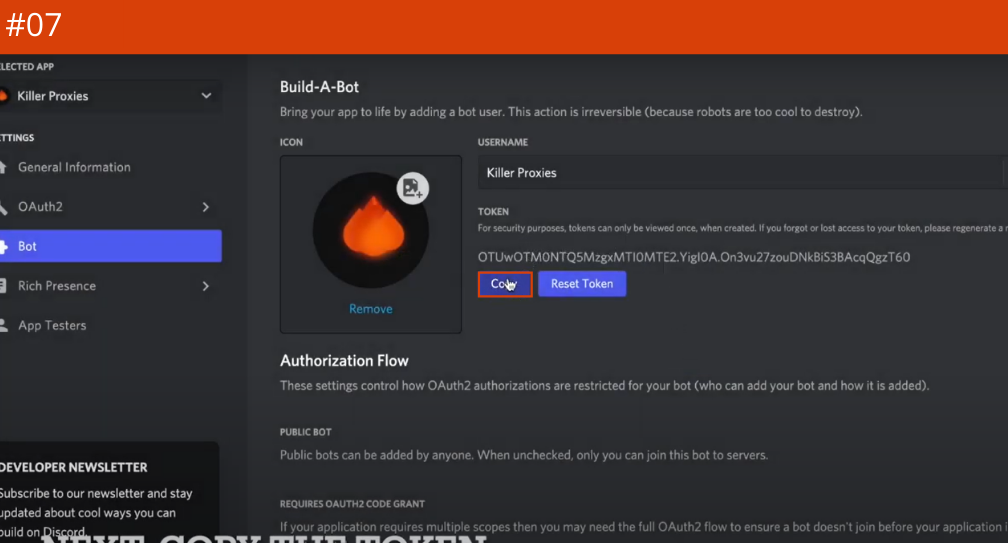 #07
LECTED APP
Killer Proxies
TTINGS
General Information
OAuth2
Bot
Rich Presence
App Testers
DEVELOPER NEWSLETTER
Subscribe to our newsletter and stay
updated about cool ways you can
build on Discord
Build-A-Bot
Bring your app to life by adding a bot user. This action is irreversible (because robots are too cool to destroy).
ICON
Remove
USERNAME
Killer Proxies
TOKEN
For security purposes, tokens can only be viewed once, when created. If you forgot or lost access to your token, please regenerate a
OTUwOTM0NTQ5MzgxMTI0MTE2.YigI0A.On3vu27zouDNkBiS3BAcqQgzT60
Copy
Reset Token
Authorization Flow
These settings control how OAuth2 authorizations are restricted for your bot (who can add your bot and how it is added).
PUBLIC BOT
Public bots can be added by anyone. When unchecked, only you can join this bot to servers.
REQUIRES OAUTH2 CODE GRANT
If your application requires multiple scopes then you may need the full OAuth2 flow to ensure a bot doesn't join before your application i
NEXT, COPY THE TOKEN